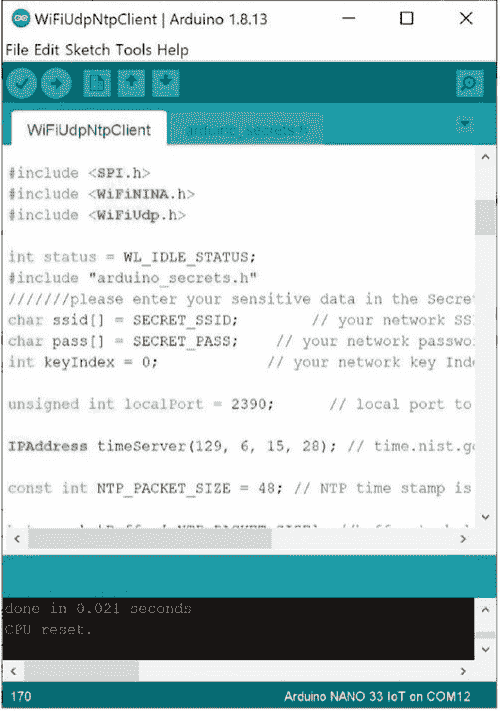 WiFiUdpNtpClient | Arduino 1.8.13
File Edit Sketch Tools Help
WiFiUdpNtpClient arduino_secrets.h
#include <SPI.h>
#include <WiFiNINA.h>
#include <WiFiUdp.h>
int status = WL_IDLE_STATUS;
#include "arduino_secrets.h"
///////please enter your sensitive data in the Secret
char ssid[] = SECRET_SSID; // your network SS
char pass[] = SECRET_PASS; // your network passwo
int keyIndex = 0; // your network key Inde
unsigned int localPort = 2390; // local port to
IPAddress timeServer(129, 6, 15, 28); // time.nist.go
const int NTP_PACKET_SIZE = 48; // NTP time stamp is
done in 0.021 seconds
CPU reset.
170 Arduino NANO 33 IoT on COM12